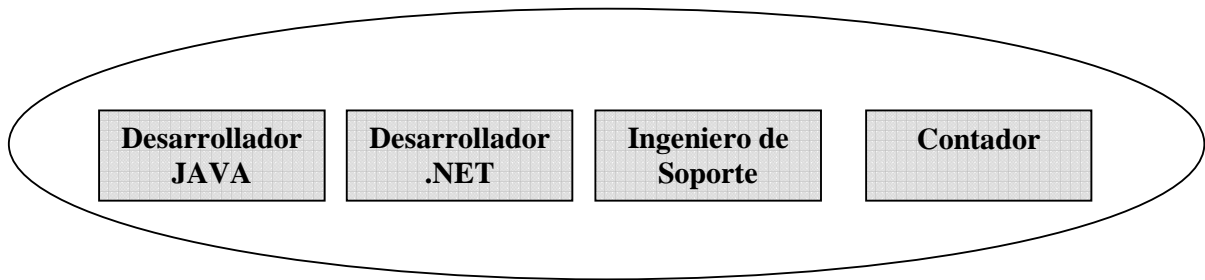 Desarrollador
JAVA
Desarrollador
.NET
Ingeniero de
Soporte
Contador